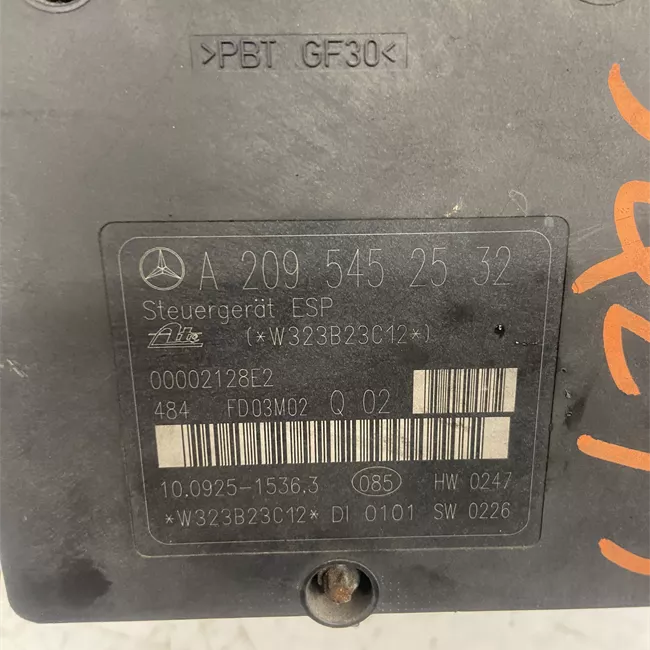 >PBT GF30<
A 209 545 25 32
Steuergerät ESP
Ate (*W323B23C12*)
00002128E2
484 FD03M02 Q 02
10.0925-1536.3 085 HW 0247
*W323B23C12* DI 0101 SW 0226